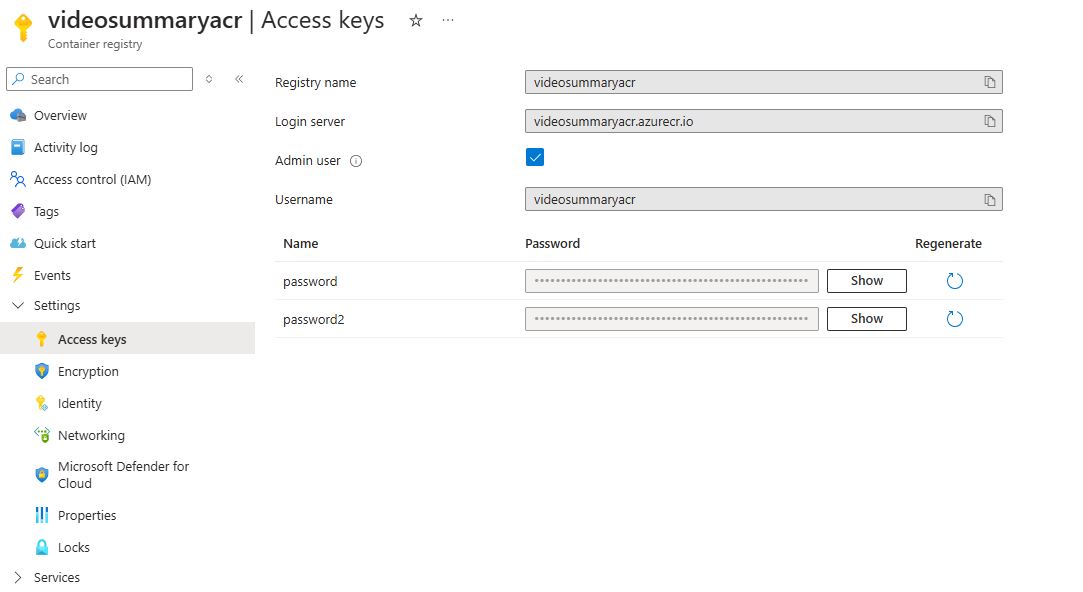 videosummaryacr | Access keys
Container registry
Search
Overview
Activity log
Access control (IAM)
Tags
Quick start
Events
Settings
Access keys
Encryption
Identity
Networking
Microsoft Defender for
Cloud
Properties
Locks
Services
Registry name
videosummaryacr
Login server
videosummaryacr.azurecr.io
Admin user
Username
videosummaryacr
Name Password Regenerate
password Show
password2 Show